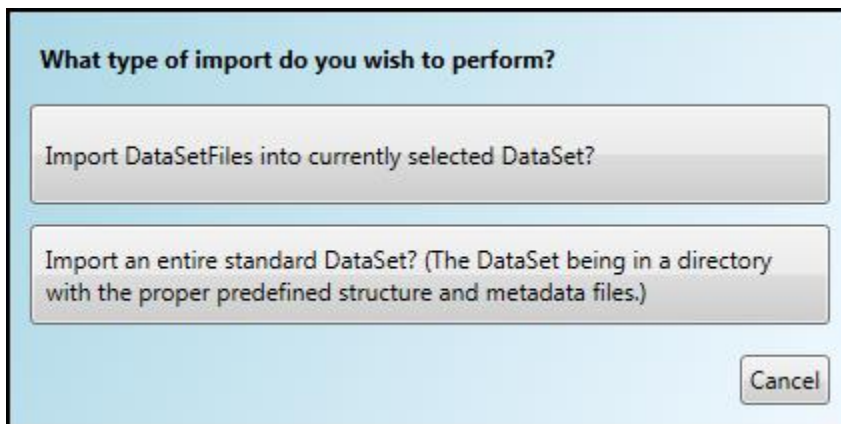 What type of import do you wish to perform?
Import DataSetFiles into currently selected DataSet?
Import an entire standard DataSet? (The DataSet being in a directory
with the proper predefined structure and metadata files.)
Cancel